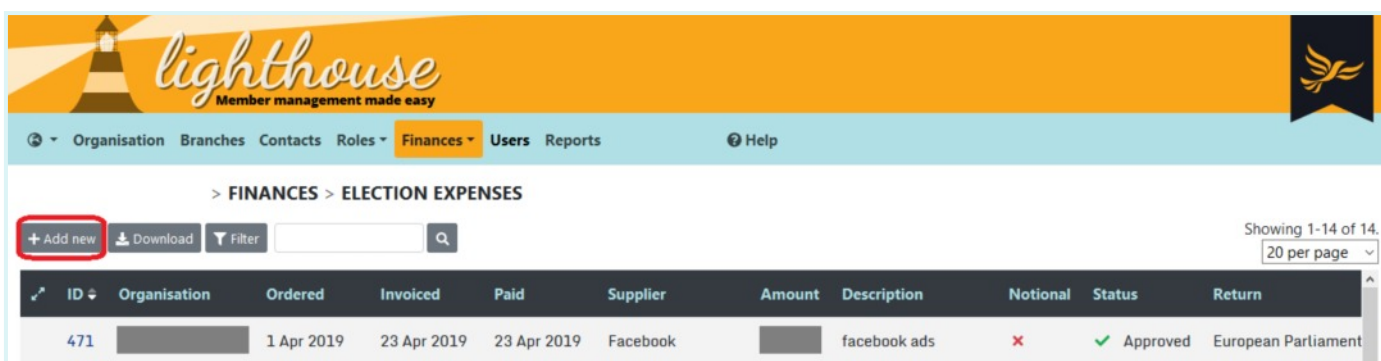 lighthouse
Member management made easy
Organisation Branches Contacts Roles Finances Users Reports Help
> FINANCES > ELECTION EXPENSES
+ Add new Download Filter
Showing 1-14 of 14.
20 per page
ID Organisation Ordered Invoiced Paid Supplier Amount Description Notional Status Return
471 1 Apr 2019 23 Apr 2019 23 Apr 2019 Facebook facebook ads Approved European Parliament